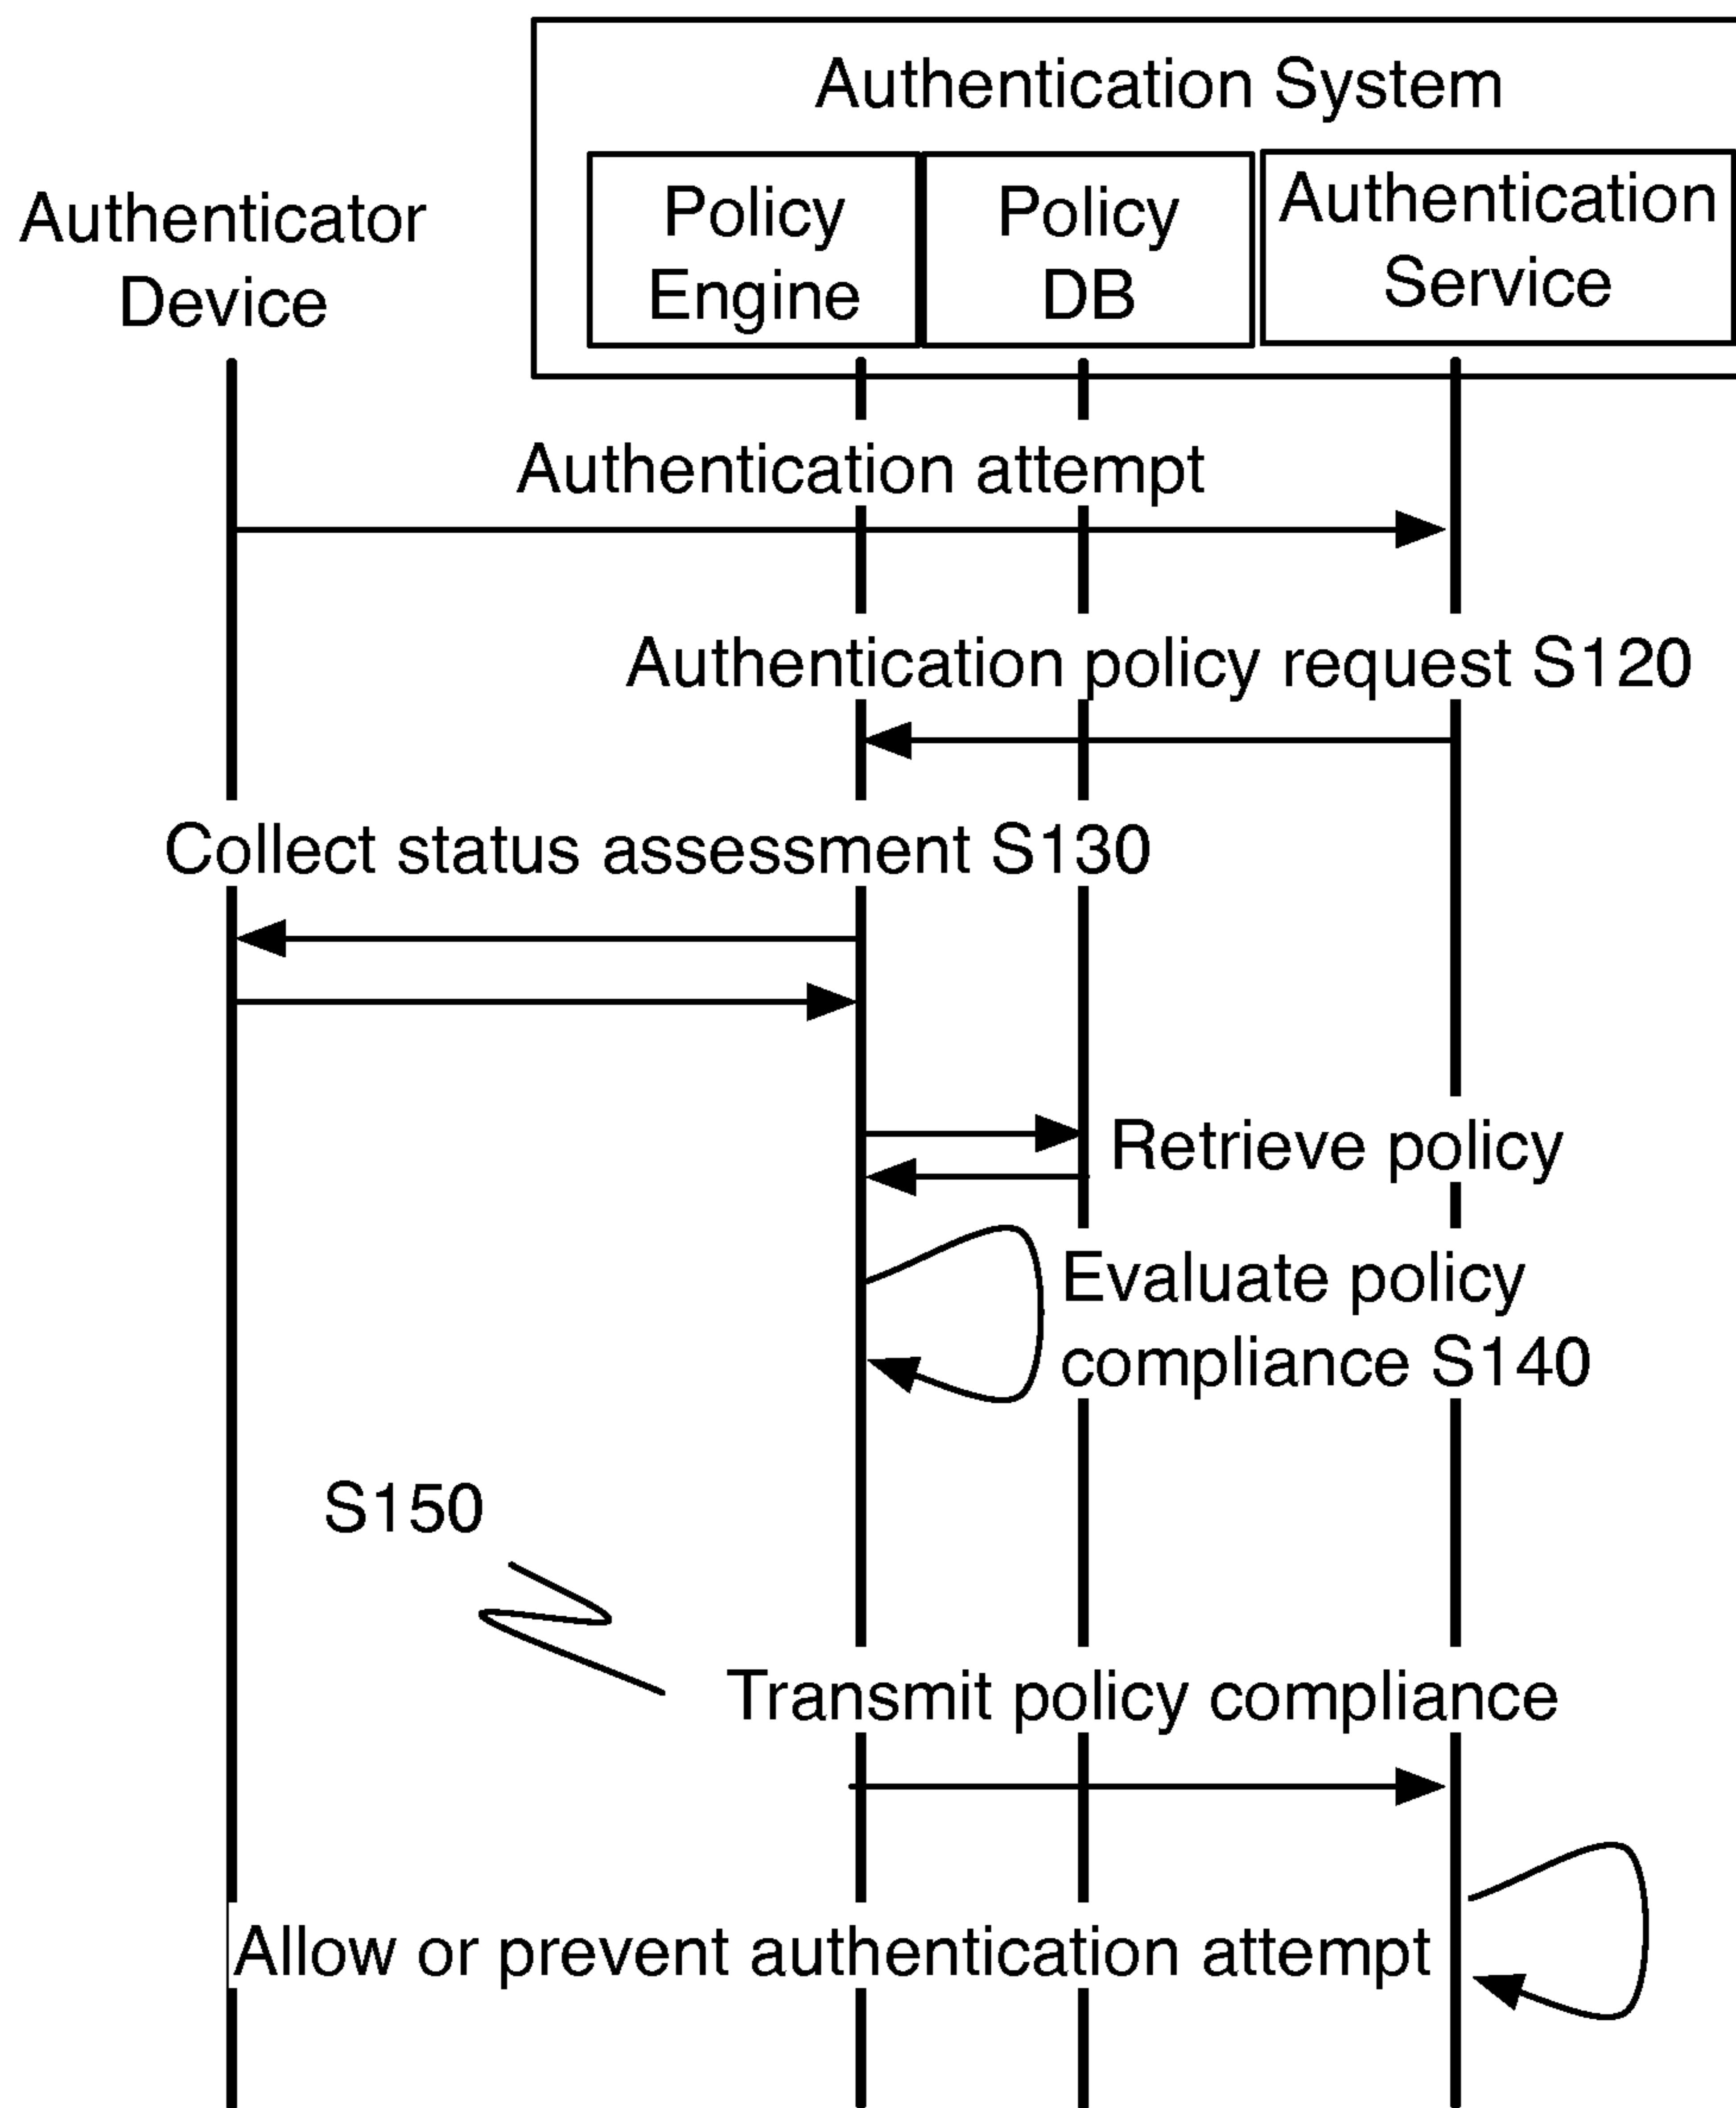 Authentication System
Authenticator
Device
Policy
Engine
Policy
DB
Authentication
Service
Authentication attempt
Authentication policy request S120
Collect status assessment S130
Retrieve policy
Evaluate policy
compliance S140
S150
Transmit policy compliance
Allow or prevent authentication attempt